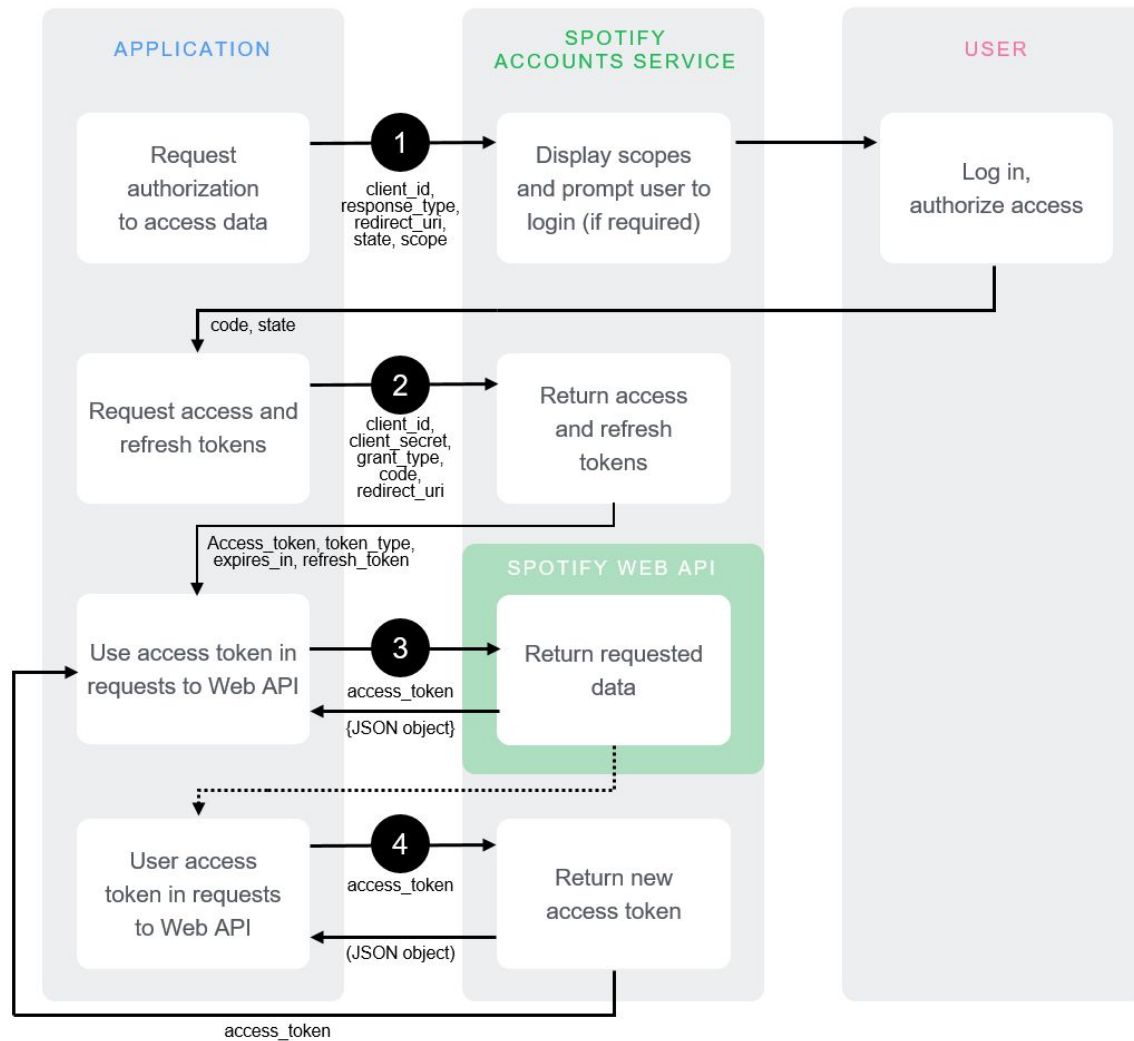 APPLICATION
SPOTIFY
ACCOUNTS SERVICE
USER
Request
authorization
to access data
1
client_id,
response_type,
redirect_uri,
state, scope
Display scopes
and prompt user to
login (if required)
Log in,
authorize access
code, state
Request access and
refresh tokens
2
client_id,
client_secret,
grant_type,
code,
redirect_uri
Return access
and refresh
tokens
Access_token, token_type,
expires_in, refresh_token
SPOTIFY WEB API
Use access token in
requests to Web API
3
access_token
{JSON object}
Return requested
data
User access
token in requests
to Web API
4
access_token
(JSON object)
Return new
access token
access_token